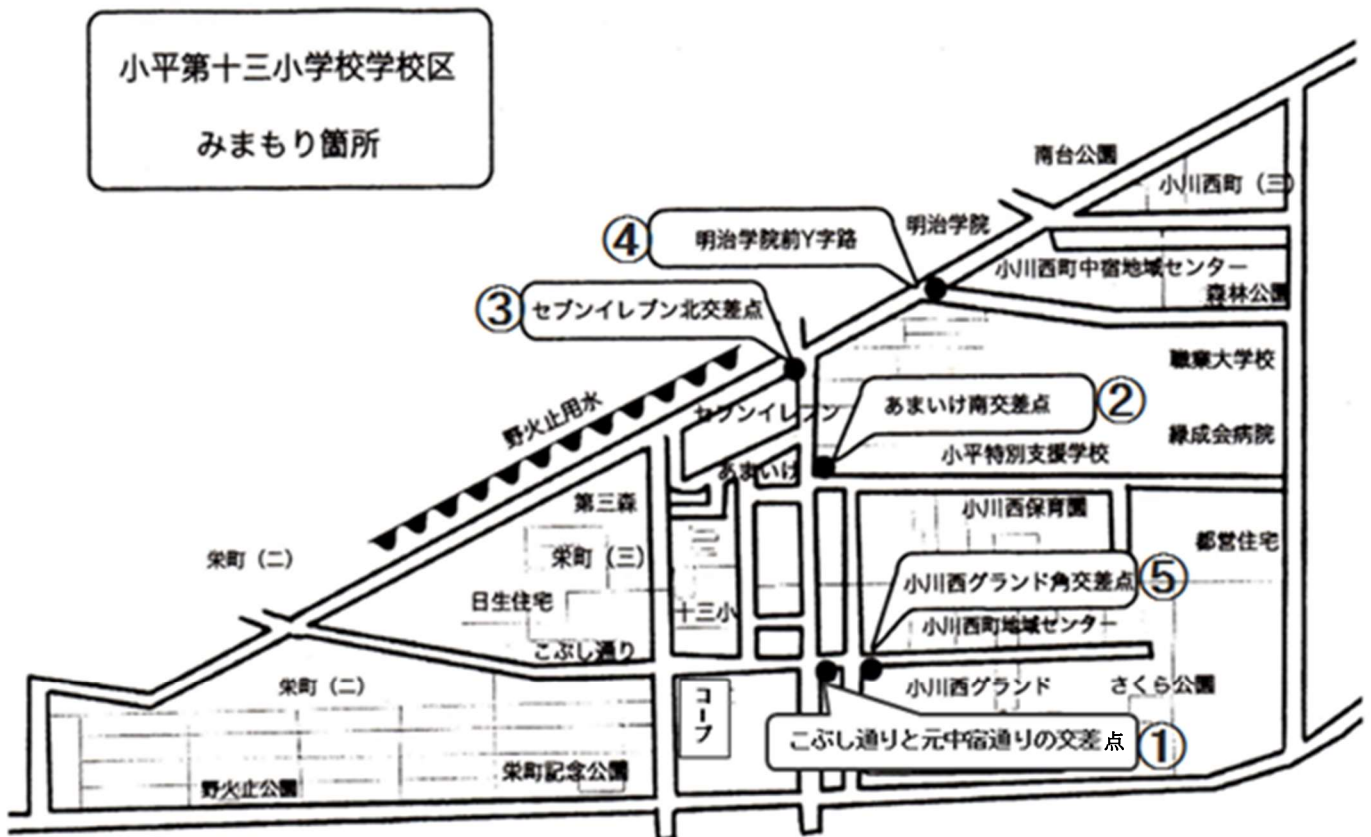 小平第十三小学校学校区
みまもり箇所
南台公園
小川西町（三）
④
明治学院前Y字路
明治学院
小川西町中宿地域センター
森林公園
③
セブンイレブン北交差点
職業大学校
野火止用水
セブンイレブン
あまいけ南交差点
②
緑成会病院
小平特別支援学校
あまいけ
第三森
小川西保育園
都営住宅
栄町（二）
栄町（三）
小川西グランド角交差点
⑤
日生住宅
十三小
小川西町地域センター
こぶし通り
栄町（二）
小川西グランド
さくら公園
コープ
こぶし通りと元中宿通りの交差点
①
栄町記念公園
野火止公園